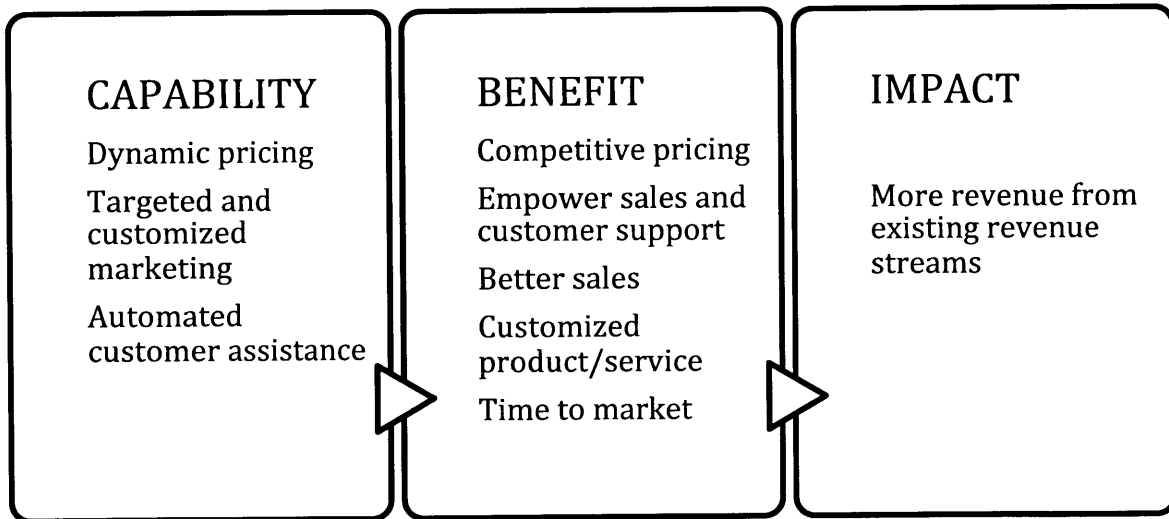 CAPABILITY
Dynamic pricing
Targeted and
customized
marketing
Automated
customer assistance
BENEFIT
Competitive pricing
Empower sales and
customer support
Better sales
Customized
product/service
Time to market
IMPACT
More revenue from
existing revenue
streams